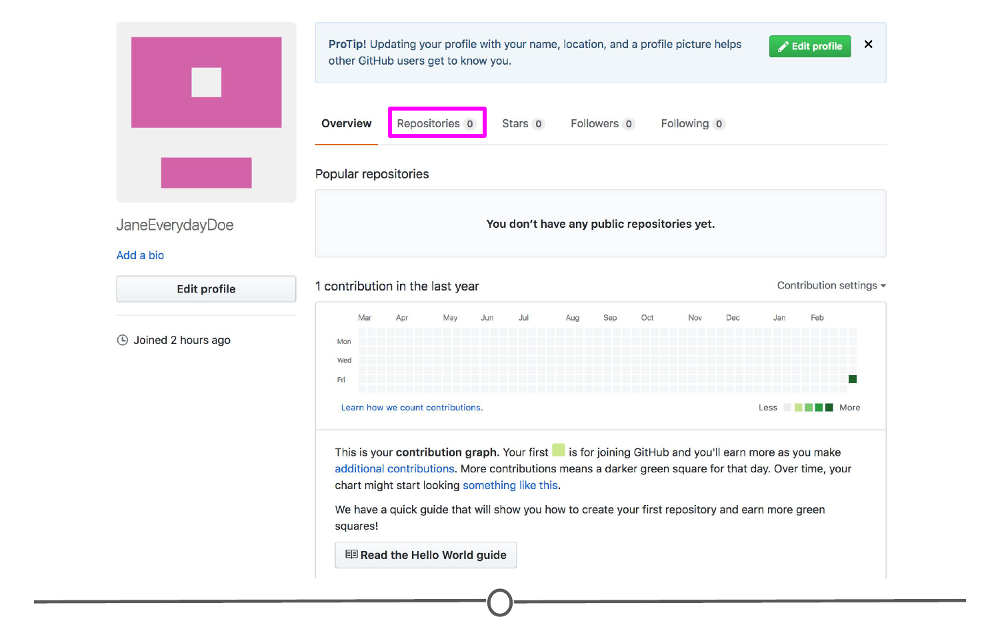 ProTip! Updating your profile with your name, location, and a profile picture helps
other GitHub users get to know you.
Edit profile
Overview
Repositories 0
Stars 0
Followers 0
Following 0
Popular repositories
You don’t have any public repositories yet.
JaneEverydayDoe
Add a bio
Edit profile
Joined 2 hours ago
1 contribution in the last year
Contribution settings
Mar Apr May Jun Jul Aug Sep Oct Nov Dec Jan Feb
Mon
Wed
Fri
Learn how we count contributions.
Less
More
This is your contribution graph. Your first is for joining GitHub and you'll earn more as you make
additional contributions. More contributions means a darker green square for that day. Over time, your
chart might start looking something like this.
We have a quick guide that will show you how to create your first repository and earn more green
squares!
Read the Hello World guide